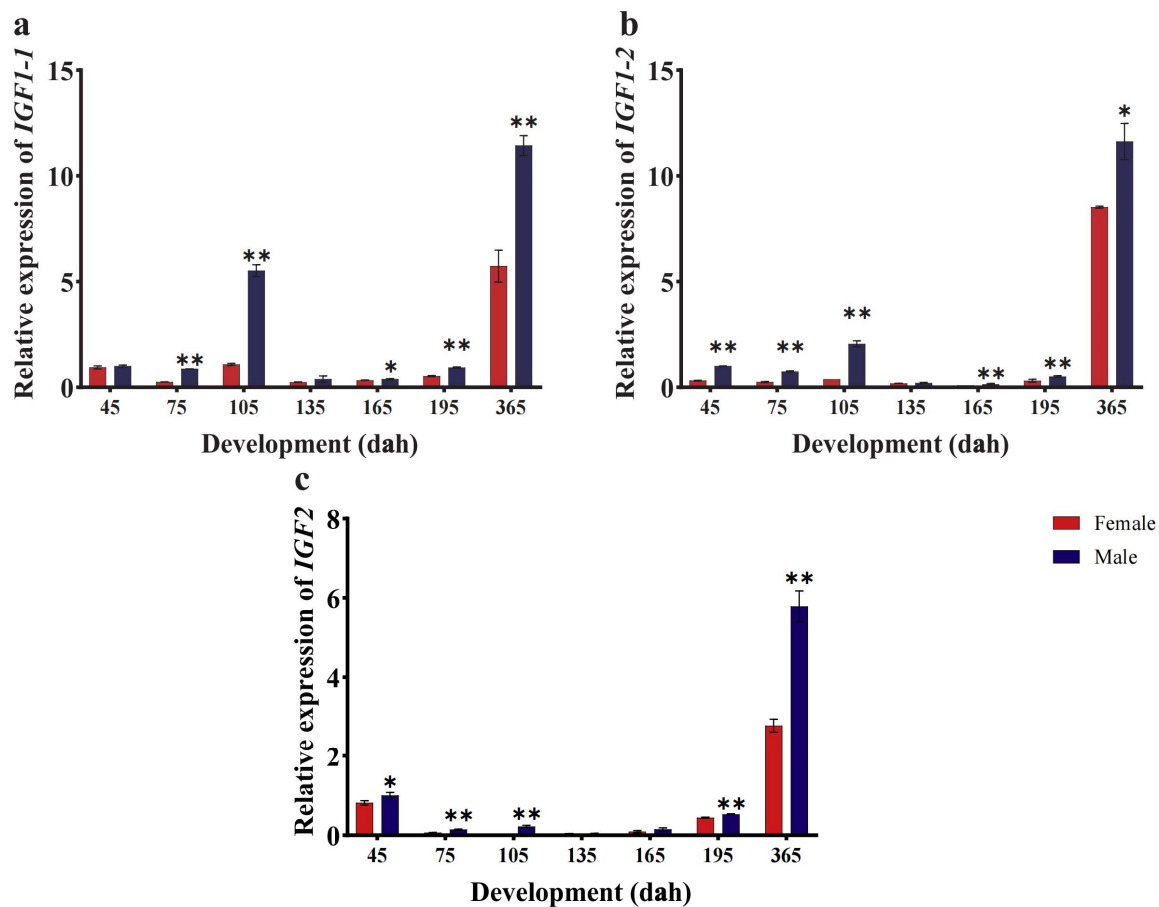 a
Relative expression of IGF1-1
15
10
5
0
**
**
*
**
**
45 75 105 135 165 195 365
Development (dah)
b
Relative expression of IGF1-2
15
10
5
0
**
**
**
**
**
*
45 75 105 135 165 195 365
Development (dah)
c
Relative expression of IGF2
8
6
4
2
0
*
**
**
**
**
45 75 105 135 165 195 365
Development (dah)
Female
Male